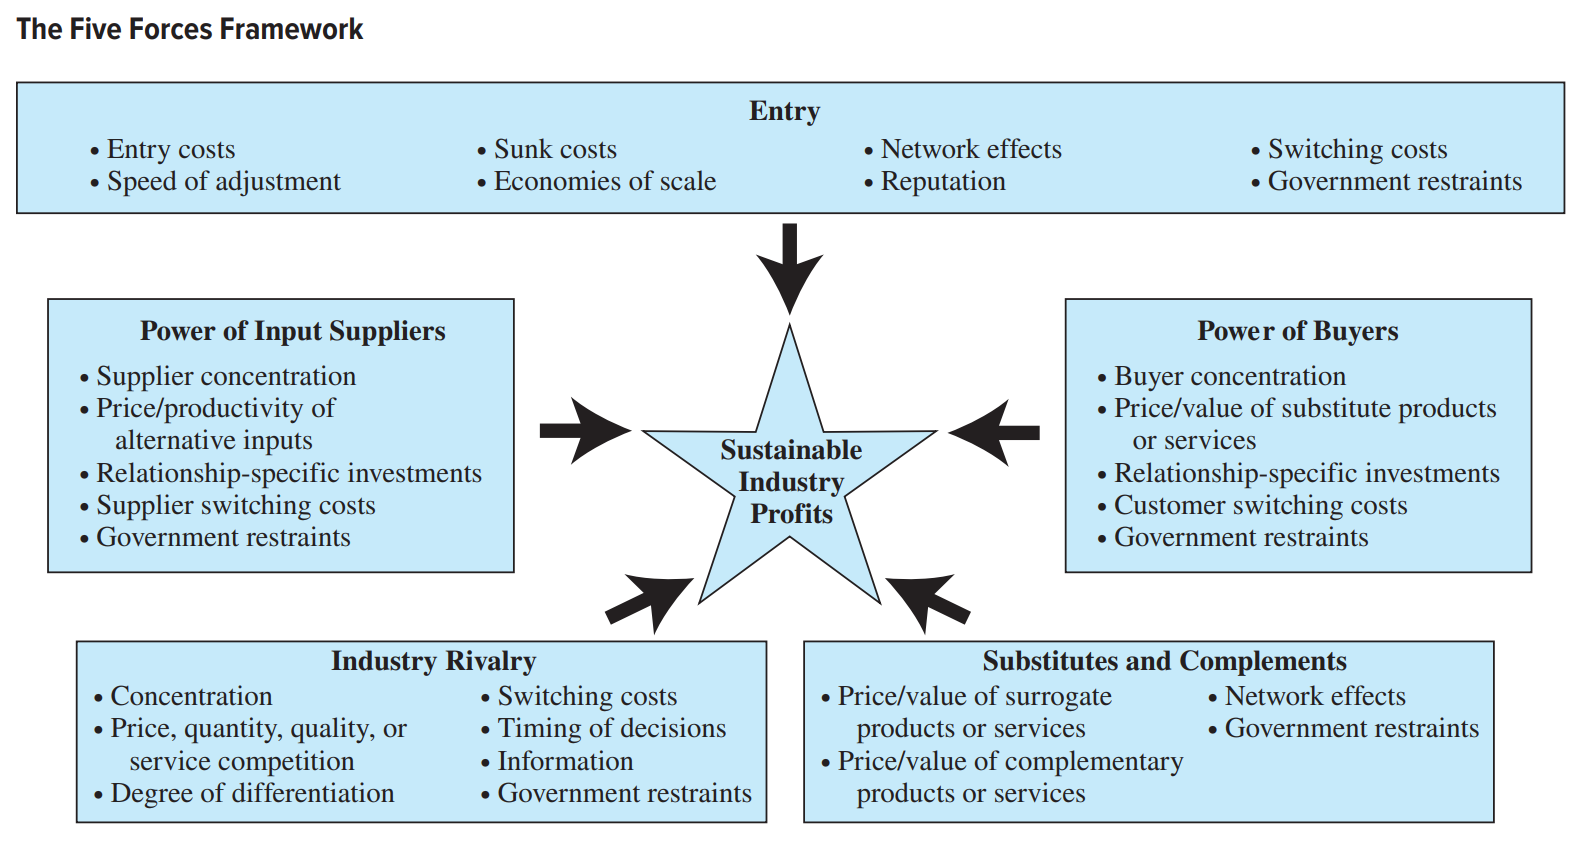 The Five Forces Framework
Entry
• Entry costs
• Speed of adjustment
• Sunk costs
• Economies of scale
• Network effects
• Reputation
• Switching costs
• Government restraints
Power of Input Suppliers
• Supplier concentration
• Price/productivity of
alternative inputs
• Relationship-specific investments
• Supplier switching costs
• Government restraints
Sustainable
Industry
Profits
Power of Buyers
• Buyer concentration
• Price/value of substitute products
or services
• Relationship-specific investments
• Customer switching costs
• Government restraints
Industry Rivalry
• Concentration
• Price, quantity, quality, or
service competition
• Degree of differentiation
• Switching costs
• Timing of decisions
• Information
• Government restraints
Substitutes and Complements
• Price/value of surrogate
products or services
• Price/value of complementary
products or services
• Network effects
• Government restraints